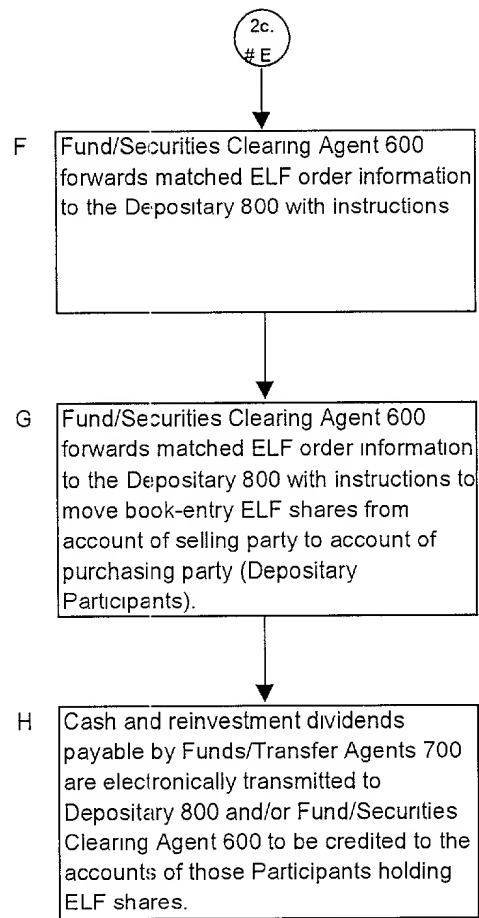 2c.
# E
F
Fund/Securities Clearing Agent 600
forwards matched ELF order information
to the Depositary 800 with instructions
G
Fund/Securities Clearing Agent 600
forwards matched ELF order information
to the Depositary 800 with instructions to
move book-entry ELF shares from
account of selling party to account of
purchasing party (Depositary
Participants).
H
Cash and reinvestment dividends
payable by Funds/Transfer Agents 700
are electronically transmitted to
Depositary 800 and/or Fund/Securities
Clearing Agent 600 to be credited to the
accounts of those Participants holding
ELF shares.